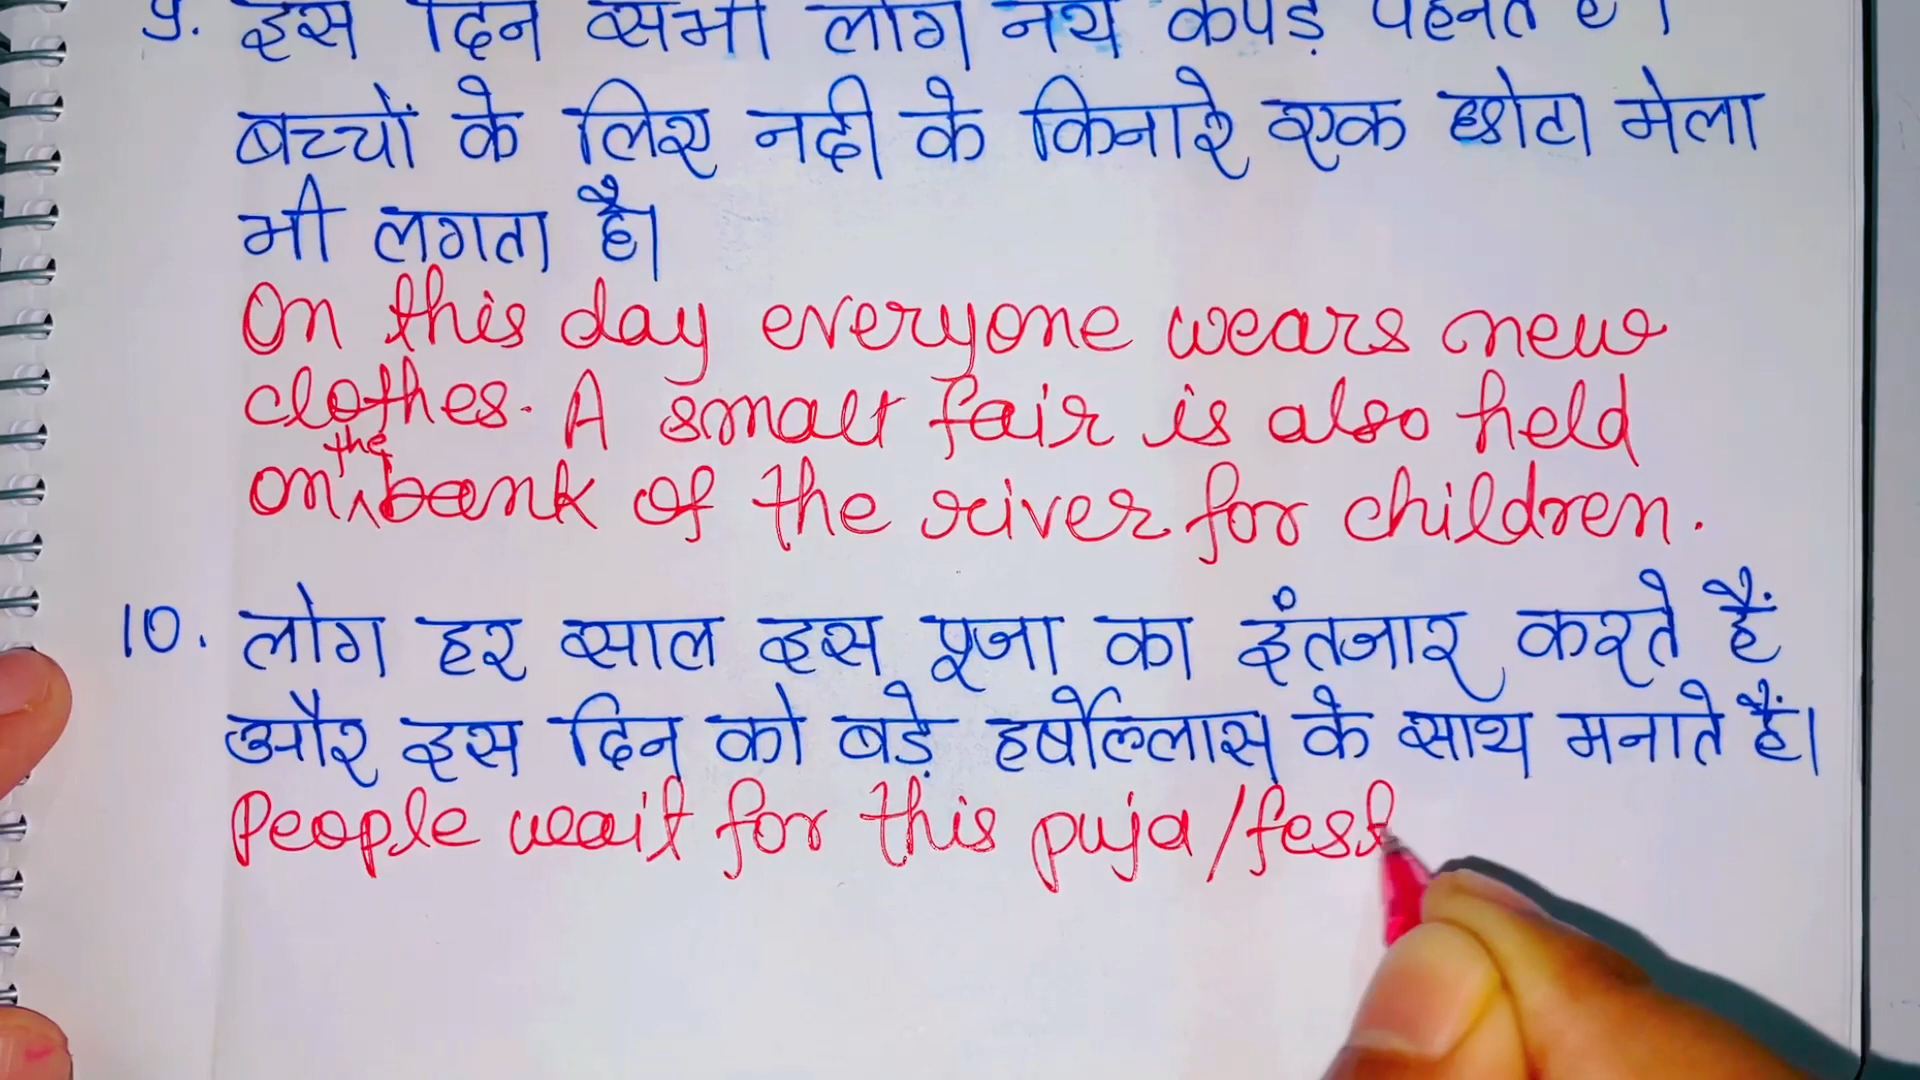 9. इस दिन सभी लोग नये कपड़े पहनते है।
बच्चों के लिए नदी के किनारे एक छोटा मेला
भी लगता है।
On this day everyone wears new
clothes. A small fair is also held
on the bank of the river for children.
10. लोग हर साल इस पूजा का इंतजार करते हैं
और इस दिन को बड़े हर्षोल्लास के साथ मनाते हैं।
People wait for this puja/fest